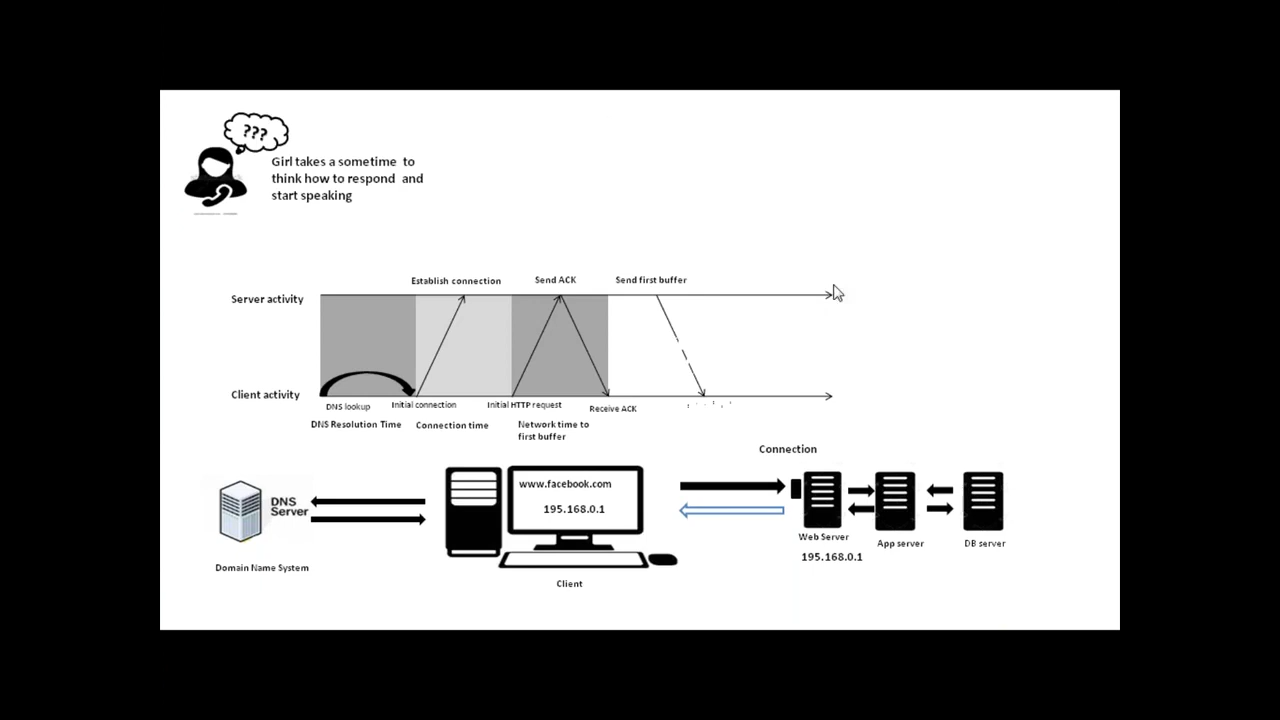 ???
Girl takes a sometime to
think how to respond and
start speaking
Establish connection
Send ACK
Send first buffer
Server activity
Client activity
DNS lookup
Initial connection
Initial HTTP request
Receive ACK
DNS Resolution Time
Connection time
Network time to
first buffer
Connection
www.facebook.com
195.168.0.1
DNS
Server
Web Server
App server
DB server
195.168.0.1
Domain Name System
Client